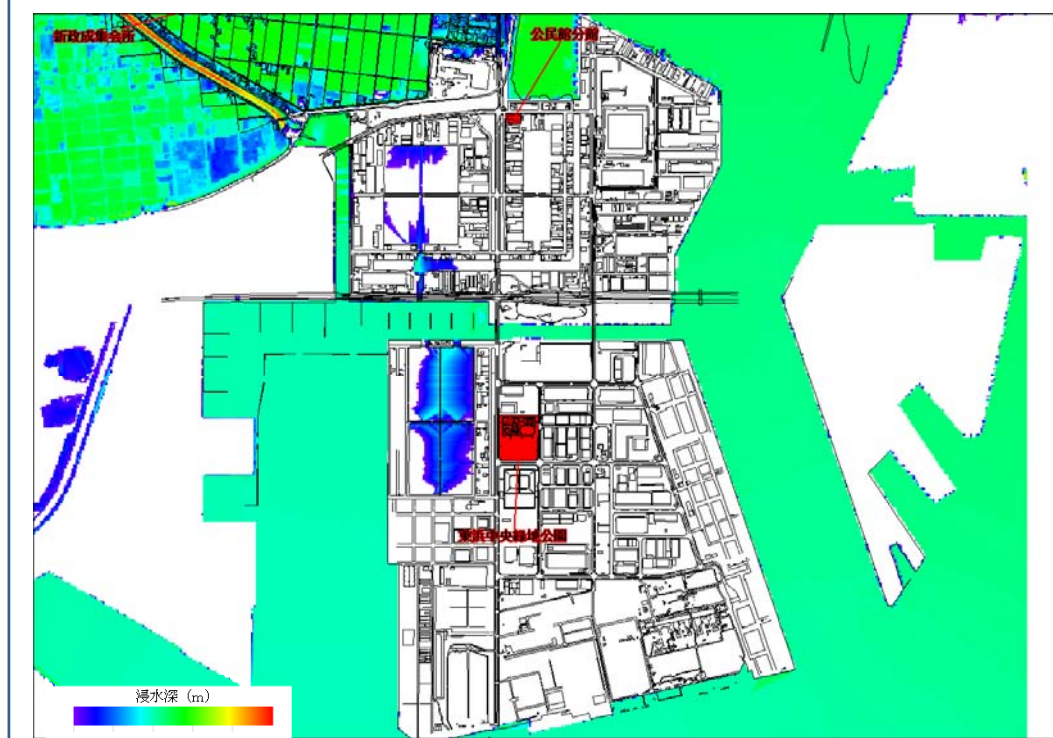 新政成集会所
公民館分館
東浜中央緑地公園
浸水深（m）